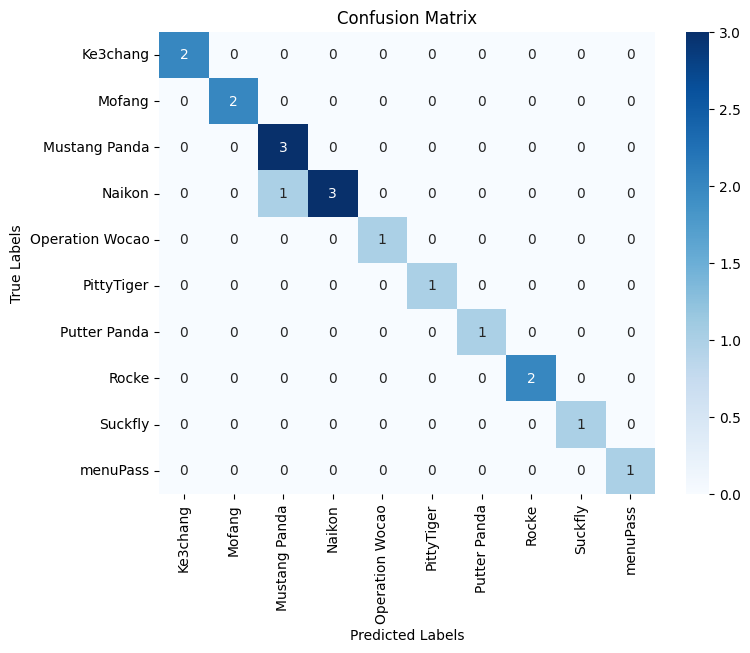 Confusion Matrix
Ke3chang 2 0 0 0 0 0 0 0 0 0
Mofang 0 2 0 0 0 0 0 0 0 0
Mustang Panda 0 0 3 0 0 0 0 0 0 0
Naikon 0 0 1 3 0 0 0 0 0 0
Operation Wocao 0 0 0 0 1 0 0 0 0 0
PittyTiger 0 0 0 0 0 1 0 0 0 0
Putter Panda 0 0 0 0 0 0 1 0 0 0
Rocke 0 0 0 0 0 0 0 2 0 0
Suckfly 0 0 0 0 0 0 0 0 1 0
menuPass 0 0 0 0 0 0 0 0 0 1
True Labels
Ke3chang
Mofang
Mustang Panda
Naikon
Operation Wocao
PittyTiger
Putter Panda
Rocke
Suckfly
menuPass
Predicted Labels
3.0
2.5
2.0
1.5
1.0
0.5
0.0